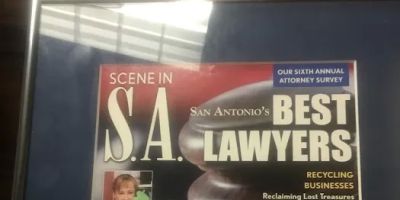 OUR SIXTH ANNUAL
ATTORNEY SURVEY
SCENE IN
S.A.
SAN ANTONIO'S
BEST
LAWYERS
RECYCLING
BUSINESSES
Reclaiming Lost Treasures